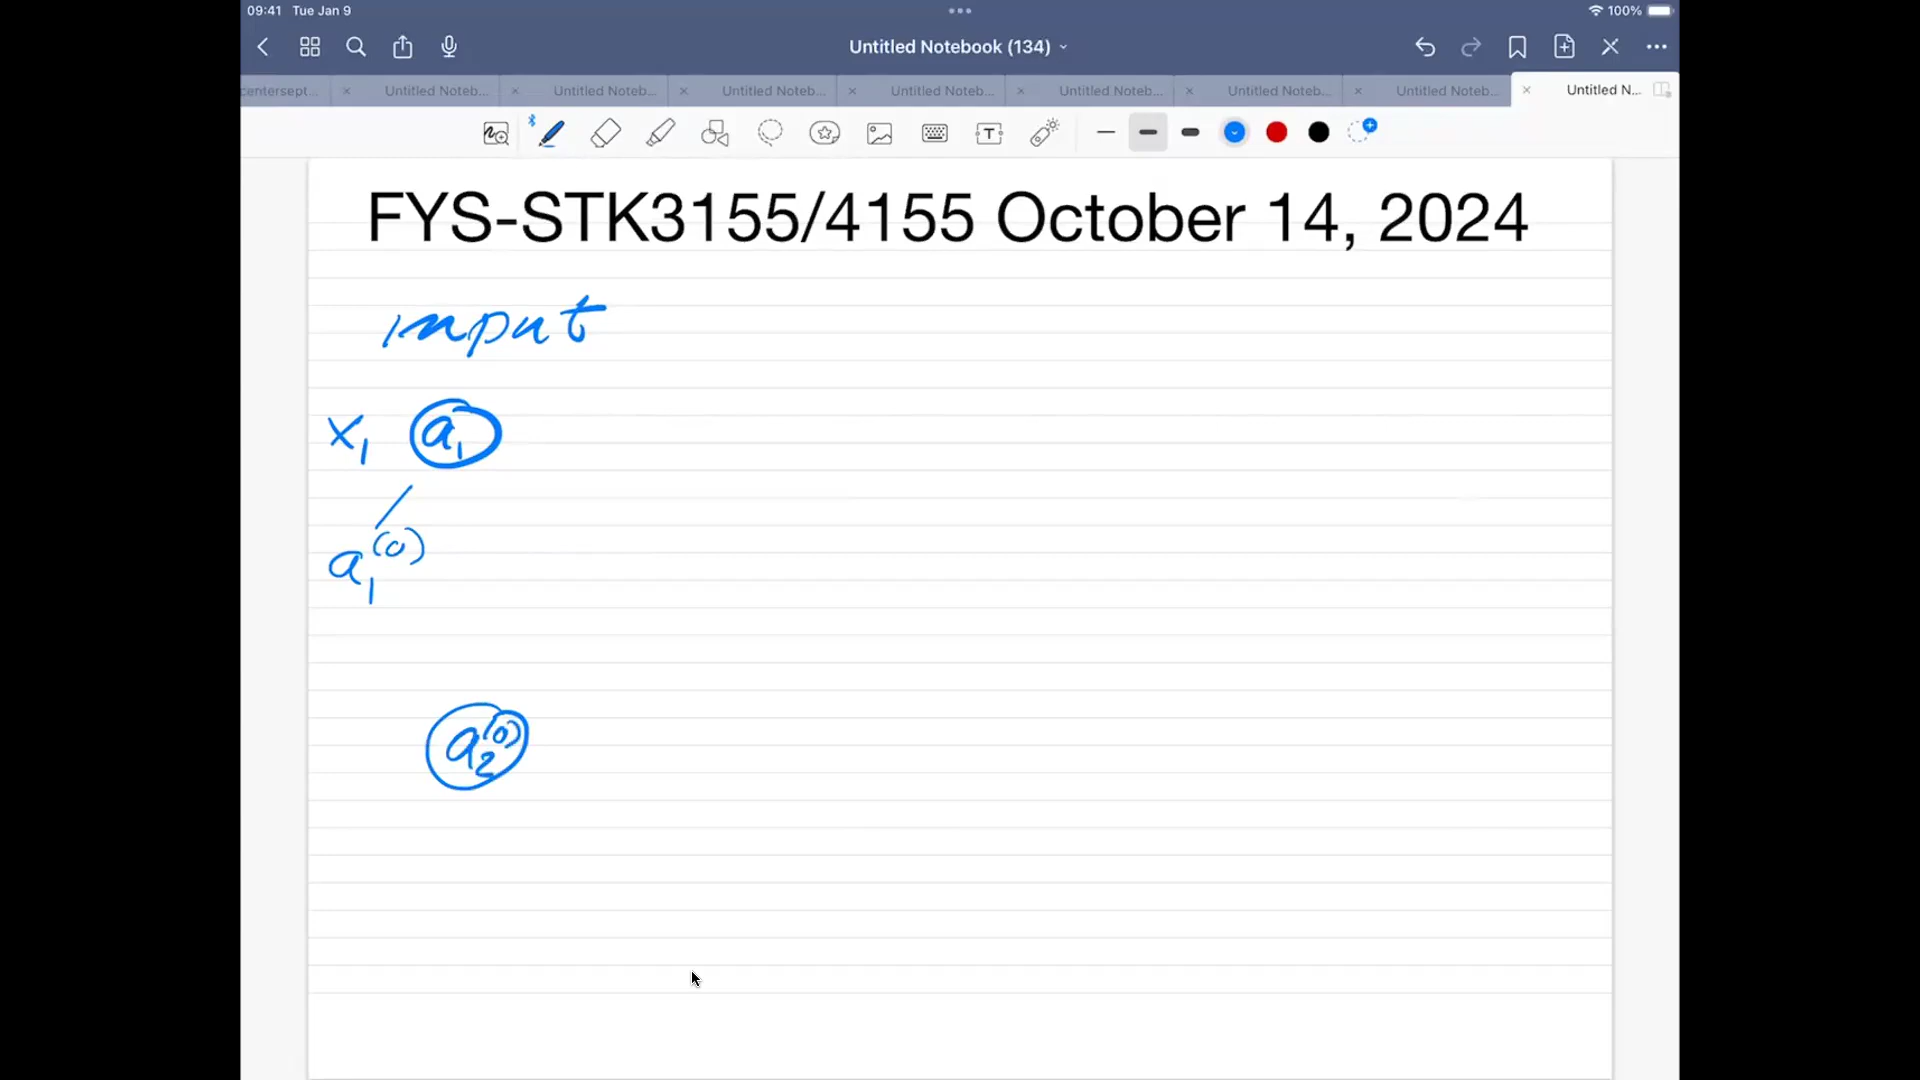 09:41 Tue Jan 9
100%
Untitled Notebook (134)
centersept...
Untitled Noteb...
Untitled Noteb...
Untitled Noteb...
Untitled Noteb...
Untitled Noteb...
Untitled Noteb...
Untitled Noteb...
Untitled N...
T
FYS-STK3155/4155 October 14, 2024
input
x₁ a₁
a₁⁽⁰⁾
a₂⁽⁰⁾